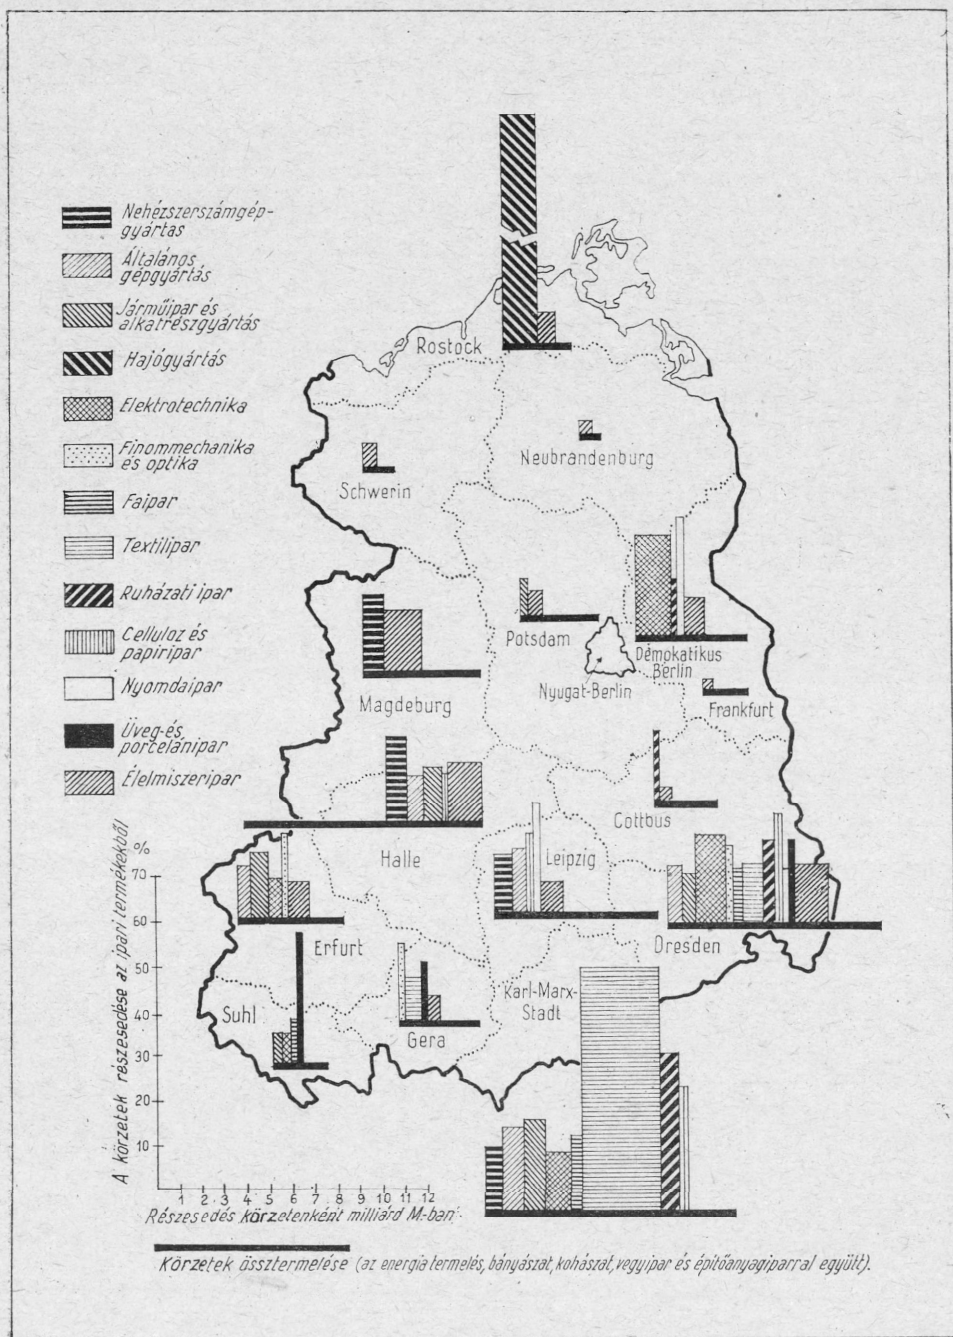 Nehézszerszámgép-
gyártás
Általános
gépgyártás
Járműipar és
alkatrészgyártás
Hajógyártás
Elektrotechnika
Finommechanika
és optika
Faipar
Textilipar
Ruházati ipar
Celluloz és
papiripar
Nyomdaipar
Üveg-és
porcelánipar
Élelmiszeripar
Rostock
Schwerin
Neubrandenburg
Potsdam
Démokatikus
Berlin
Nyugat-Berlin
Frankfurt
Magdeburg
Cottbus
Halle
Leipzig
Dresden
Erfurt
Suhl
Gera
Karl-Marx-
Stadt
A körzetek részesedése az ipari termékekből
%
70
60
50
40
30
20
10
1 2 3 4 5 6 7 8 9 10 11 12
Részesedés körzetenként milliárd M-ban
Körzetek össztermelése (az energiatermelés, bányászat, kohászat, vegyipar és építőanyagiparral együtt).